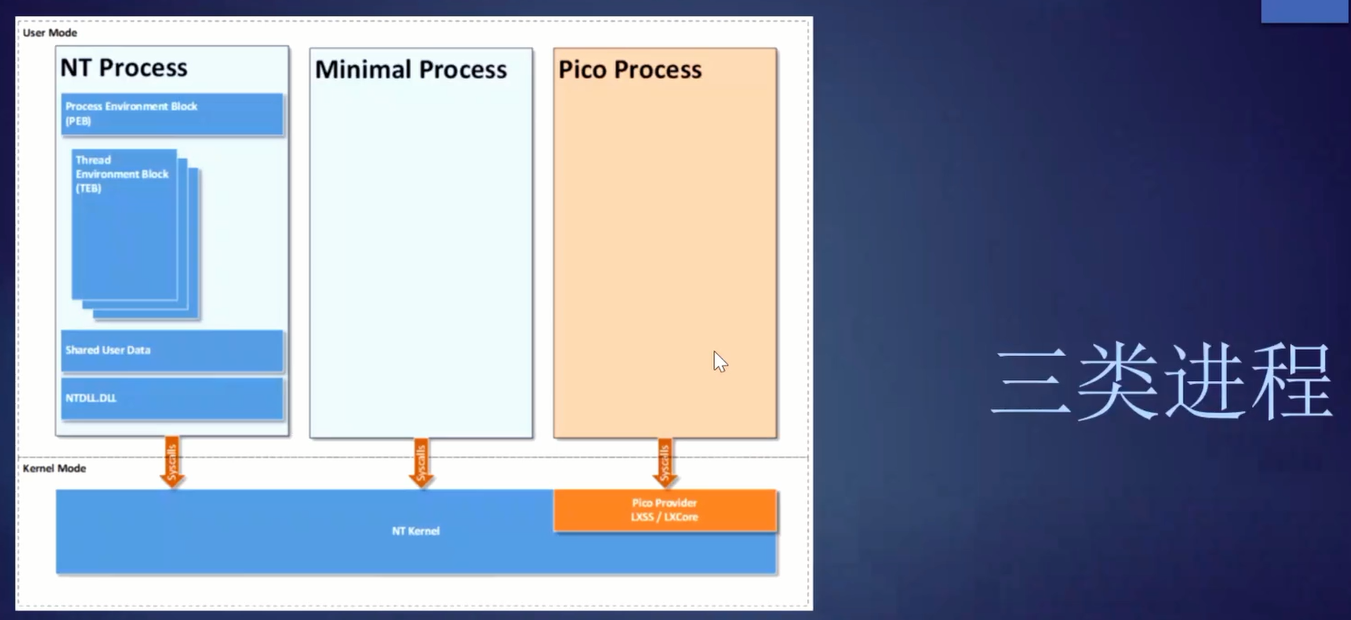 User Mode
NT Process
Process Environment Block
(PEB)
Thread
Environment Block
(TEB)
Shared User Data
NTDLL.DLL
Minimal Process
Pico Process
Syscalls
Syscalls
Syscalls
Kernel Mode
NT Kernel
Pico Provider
LXSS / LXCore
三类进程